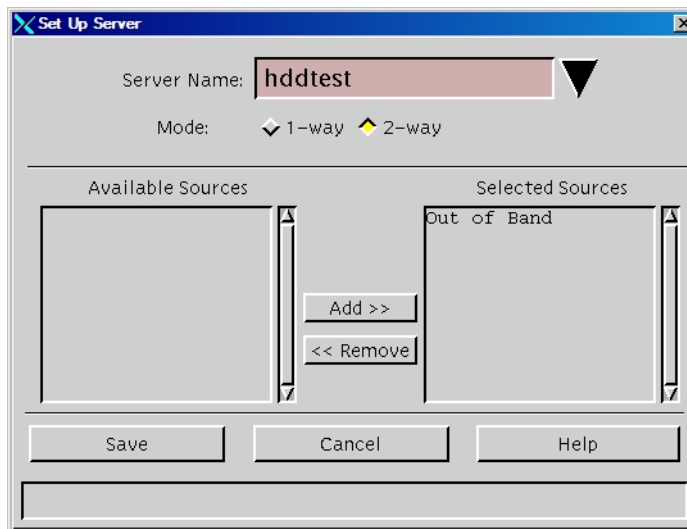 Set Up Server
Server Name: hddtest
Mode: 1-way 2-way
Available Sources Selected Sources
Out of Band
Add >>
<< Remove
Save Cancel Help